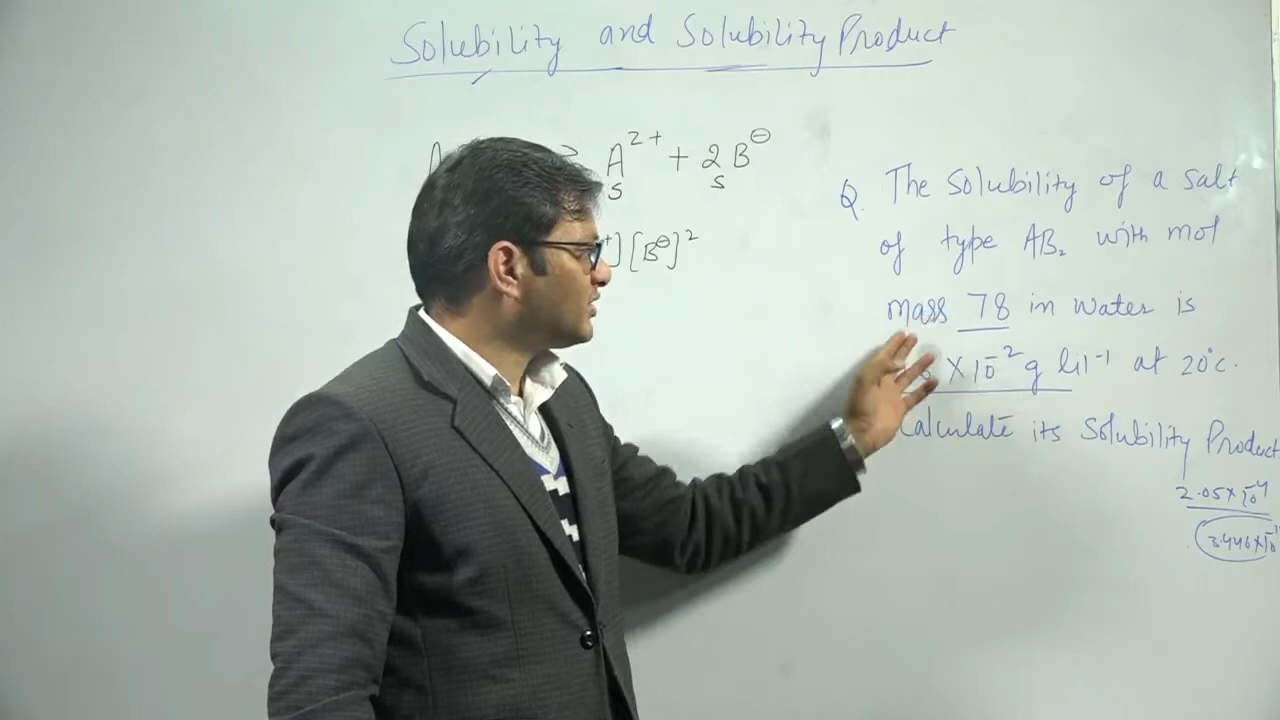 Solubility and Solubility Product
A²⁺ + 2B⊖
s s
][B⊖]²
Q. The Solubility of a Salt
of type AB₂ with mol
mass 78 in water is
× 10⁻² g lit⁻¹ at 20°c.
Calculate its Solubility Product
2.05×10⁻⁴
3.446×10